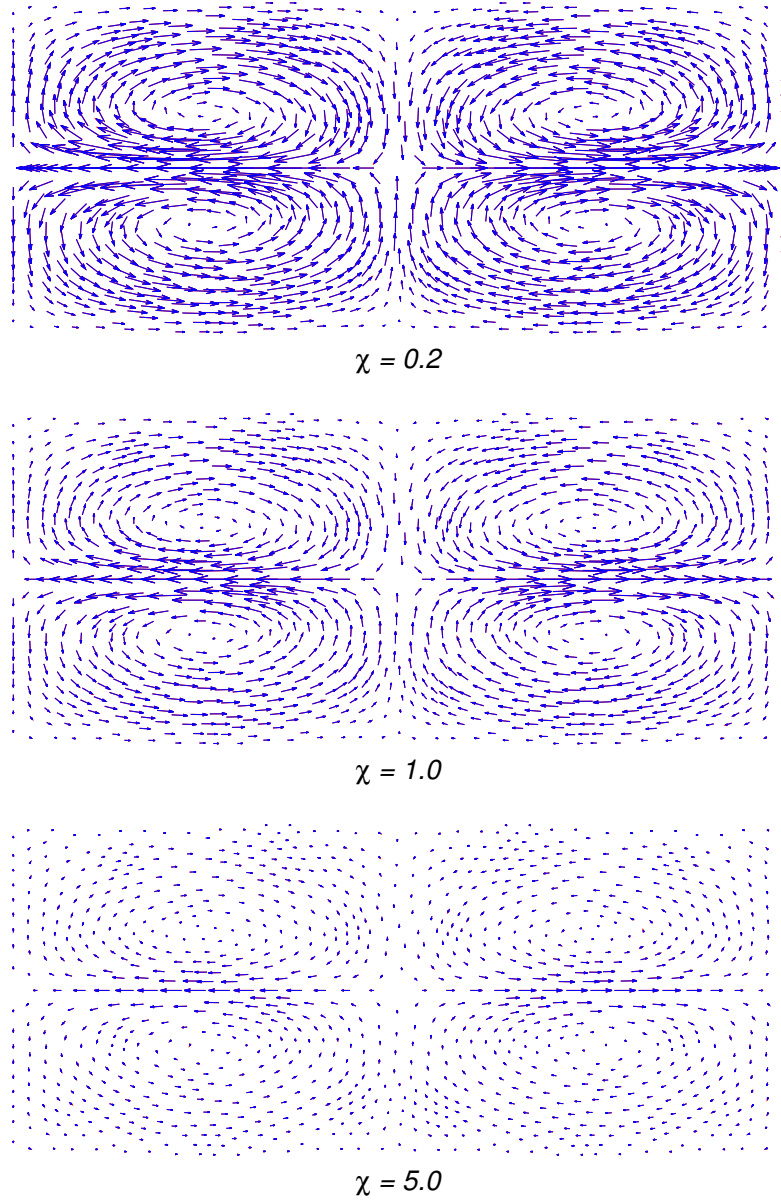 χ = 0.2
χ = 1.0
χ = 5.0